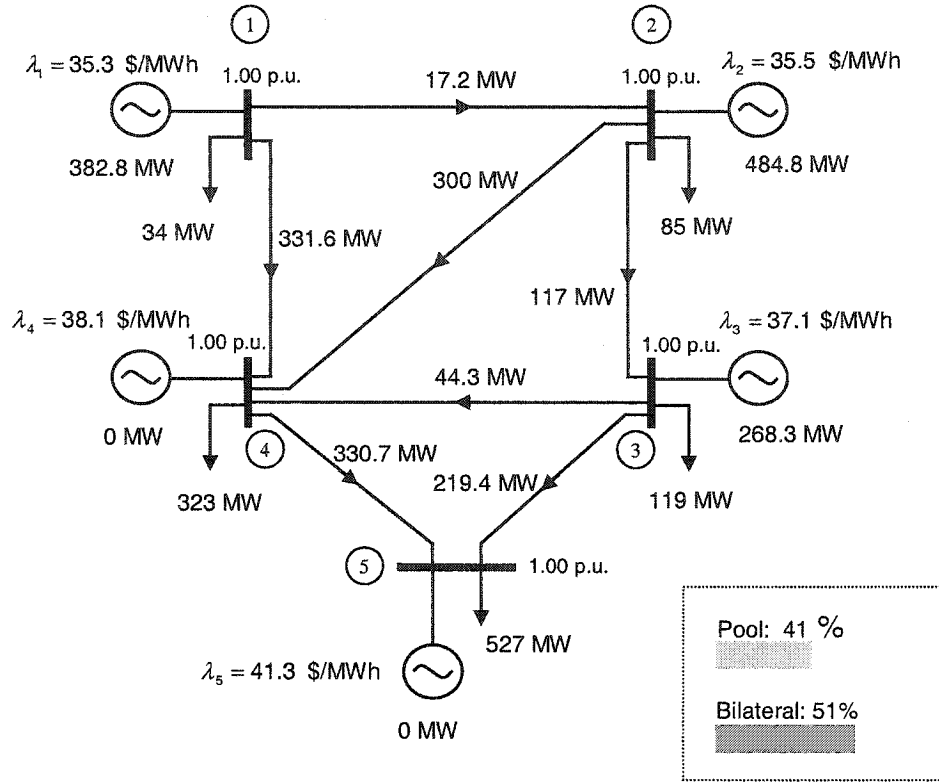 1
2
λ₁ = 35.3 $/MWh
1.00 p.u.
17.2 MW
1.00 p.u.
λ₂ = 35.5 $/MWh
382.8 MW
300 MW
484.8 MW
34 MW
331.6 MW
85 MW
117 MW
λ₄ = 38.1 $/MWh
1.00 p.u.
44.3 MW
1.00 p.u.
λ₃ = 37.1 $/MWh
0 MW
4
330.7 MW
3
268.3 MW
323 MW
219.4 MW
119 MW
5
1.00 p.u.
527 MW
λ₅ = 41.3 $/MWh
0 MW
Pool: 41 %
Bilateral: 51%